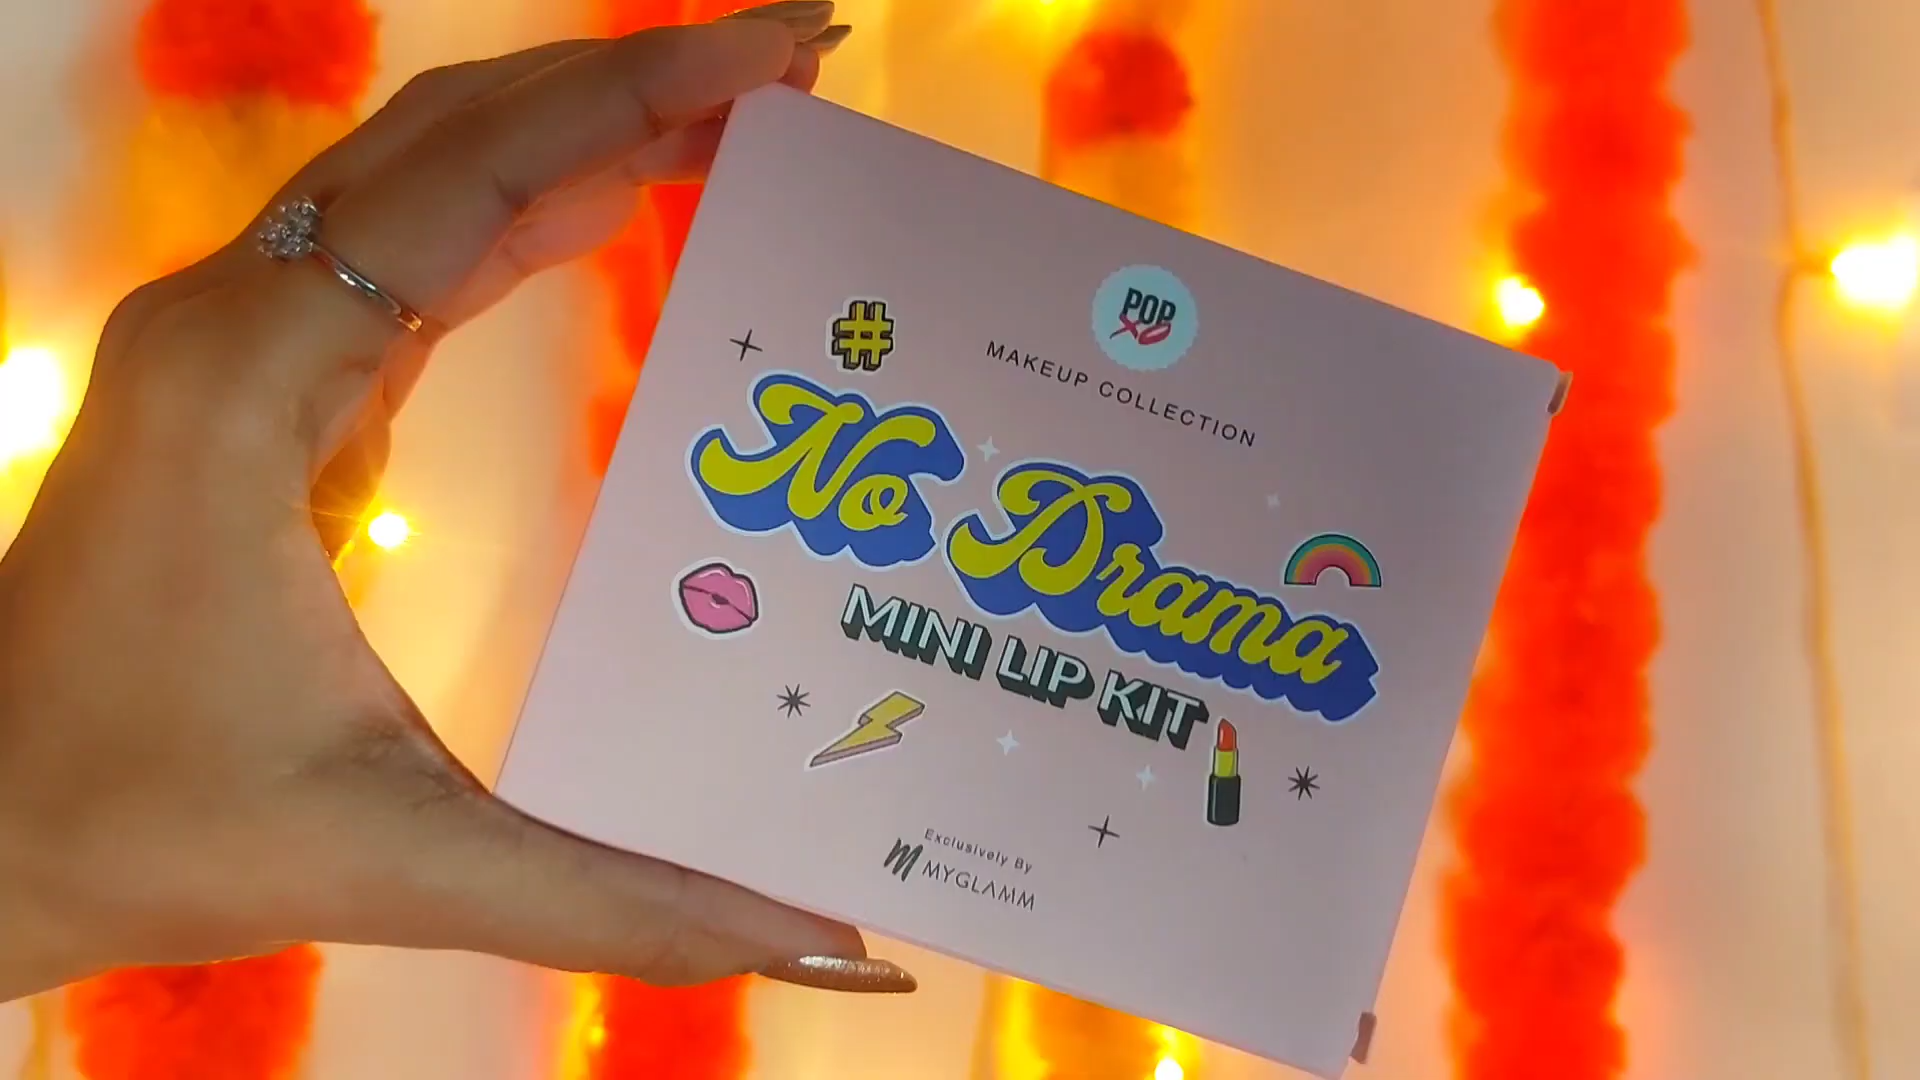 POP
XO
MAKEUP COLLECTION
#
No Drama
MINI LIP KIT
Exclusively By
M MYGLAMM